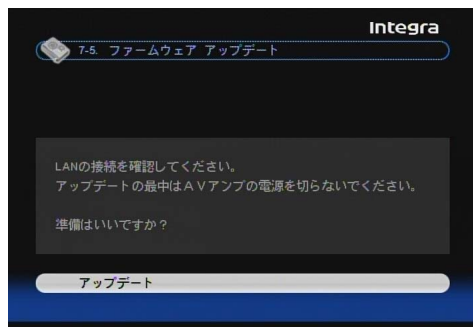 Integra
7-5. ファームウェア アップデート
LANの接続を確認してください。
アップデートの最中はAVアンプの電源を切らないでください。
準備はいいですか？
アップデート